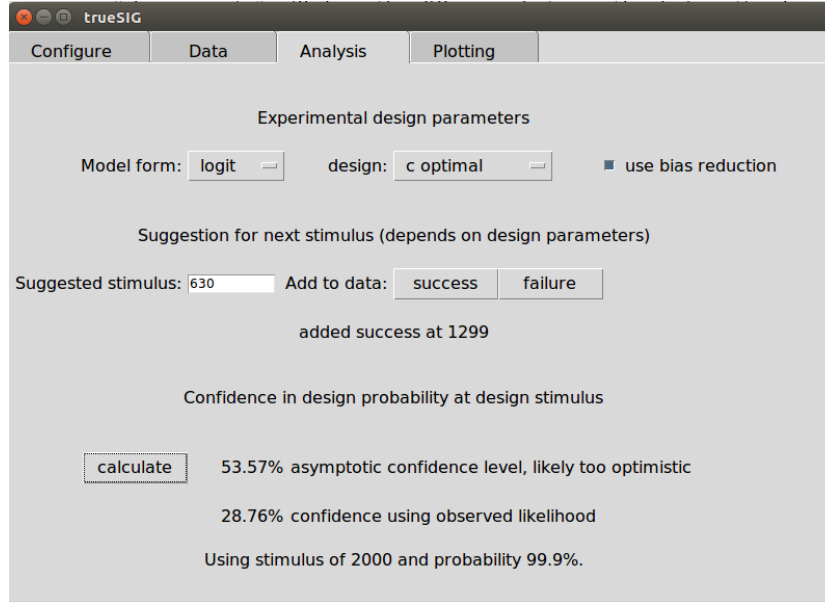 trueSIG
Configure Data Analysis Plotting
Experimental design parameters
Model form: logit design: c optimal use bias reduction
Suggestion for next stimulus (depends on design parameters)
Suggested stimulus: 630 Add to data: success failure
added success at 1299
Confidence in design probability at design stimulus
calculate 53.57% asymptotic confidence level, likely too optimistic
28.76% confidence using observed likelihood
Using stimulus of 2000 and probability 99.9%.